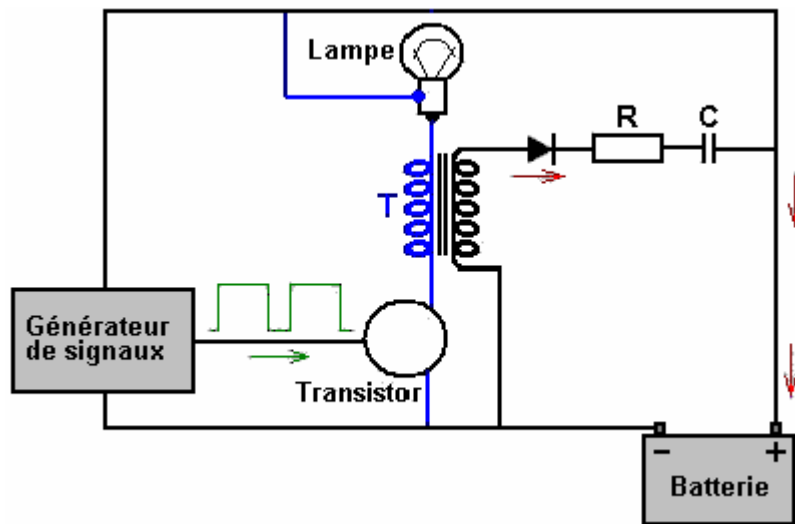 Lampe
R
C
T
Générateur
de signaux
Transistor
- +
Batterie